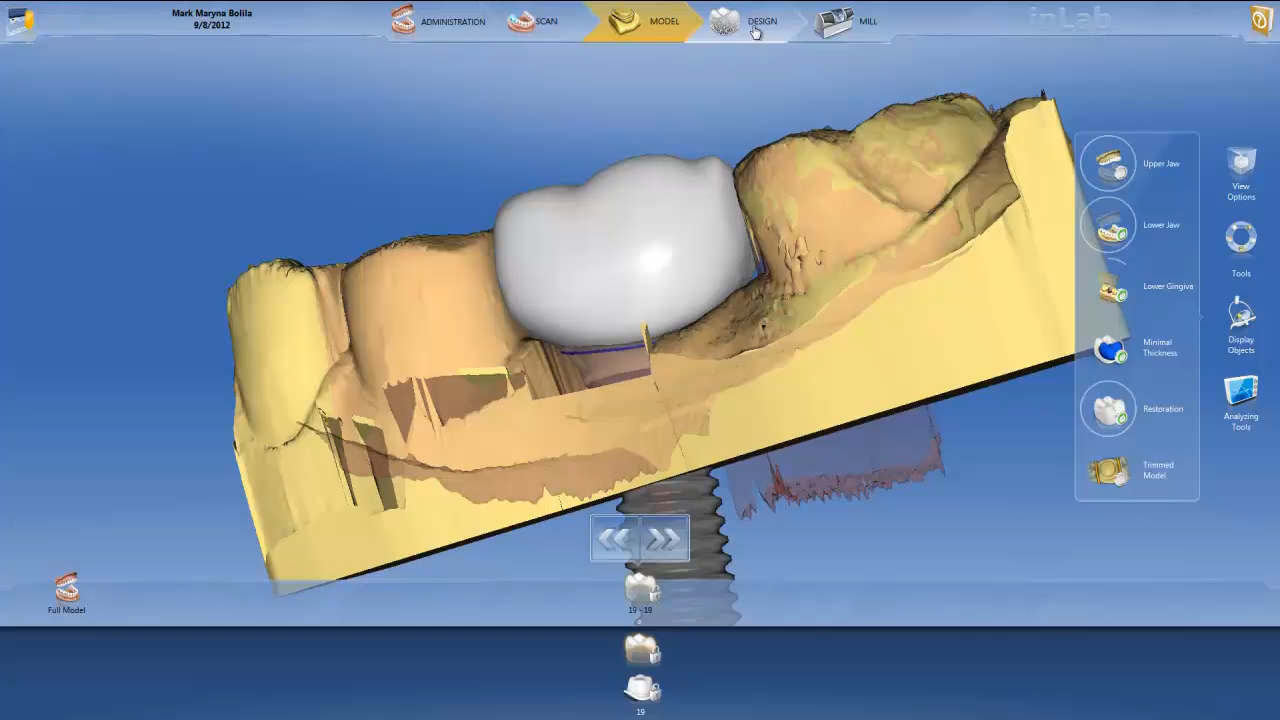 Mark Maryna Bolila
9/8/2012
ADMINISTRATION
SCAN
MODEL
DESIGN
MILL
inLab
Upper Jaw
Lower Jaw
Lower Gingiva
Minimal
Thickness
Restoration
Trimmed
Model
View
Options
Tools
Display
Objects
Analyzing
Tools
Full Model
19 - 19
19